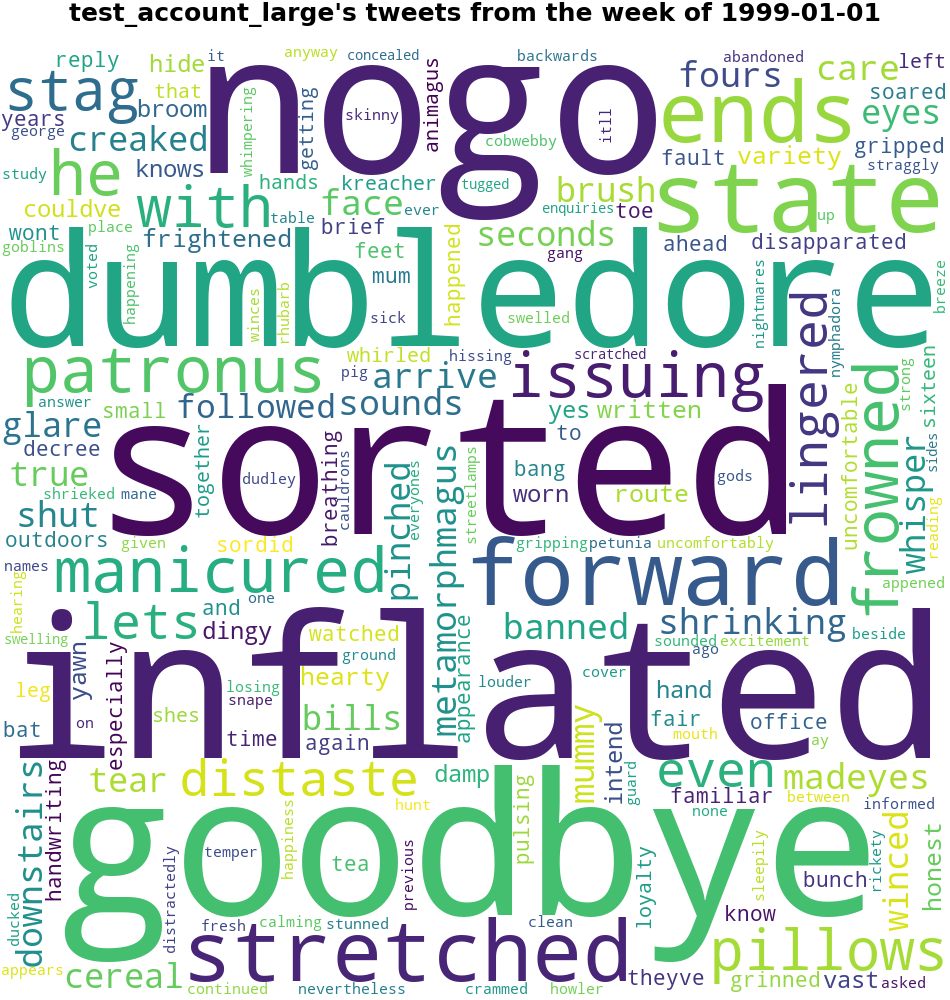 test_account_large's tweets from the week of 1999-01-01
reply
hide
it
nogo
anyway
concealed
backwards
abandoned
left
stag
that
skinny
animagus
fours
care
soared
years
broom
whimpering
getting
itll
ends
eyes
george
creaked
cobwebby
fault
variety
gripped
straggly
study
he
knows
hands
kreacher
tugged
brush
state
couldve
with
table
face
ever
enquiries
toe
up
wont
place
frightened
brief
seconds
ahead
disapparated
goblins
voted
happening
feet
happened
gang
dumbledore
winces
rhubarb
mum
sick
swelled
nightmares
nymphadora
breeze
patronus
whirled
hissing
scratched
pig
arrive
issuing
lingered
frowned
strong
sixteen
answer
small
followed
sounds
yes
written
uncomfortable
glare
decree
together
sorted
to
sides
whisper
true
breathing
cauldrons
dudley
pinched
everyones
metamorphmagus
streetlamps
bang
gods
shrieked
mane
worn
route
shut
reading
outdoors
given
sordid
gripping
petunia
uncomfortably
names
hearing
manicured
forward
appened
lets
and
one
swelling
dingy
watched
appearance
banned
shrinking
beside
sounded
excitement
inflated
yawn
especially
ground
ago
leg
losing
hearty
louder
cover
hand
snape
shes
bills
fair
office
bat
on
time
again
mummy
intend
mouth
ay
downstairs
handwriting
tear
distaste
damp
pulsing
guard
even
madeyes
familiar
between
informed
none
goodbye
happiness
hunt
temper
tea
previous
distractedly
loyalty
sleepily
rickety
winced
honest
bunch
ducked
fresh
calming
stunned
clean
know
appears
cereal
stretched
pillows
continued
nevertheless
crammed
howler
theyve
grinned
vast
asked